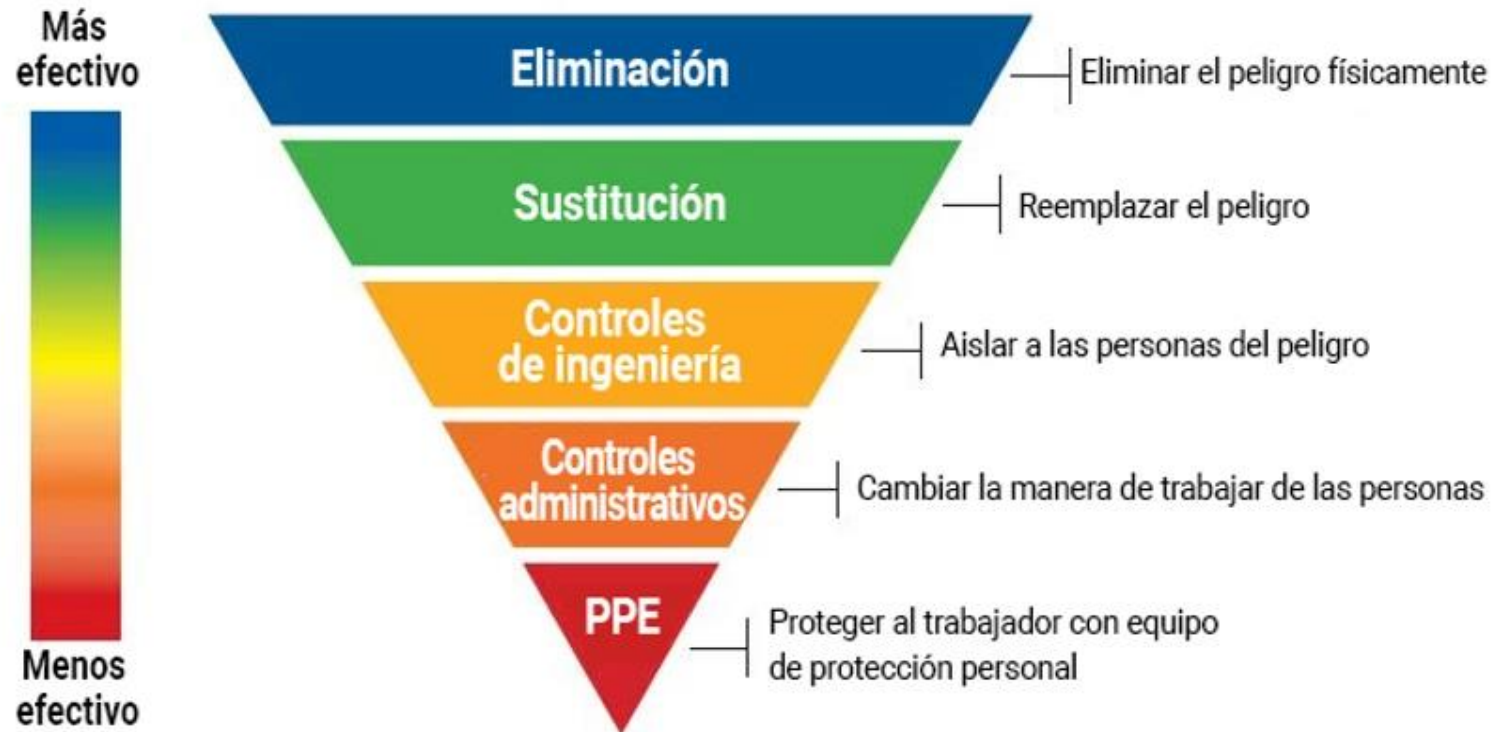 Más
efectivo
Eliminación
Eliminar el peligro físicamente
Sustitución
Reemplazar el peligro
Controles
de ingeniería
Aislar a las personas del peligro
Controles
administrativos
Cambiar la manera de trabajar de las personas
PPE
Proteger al trabajador con equipo
de protección personal
Menos
efectivo